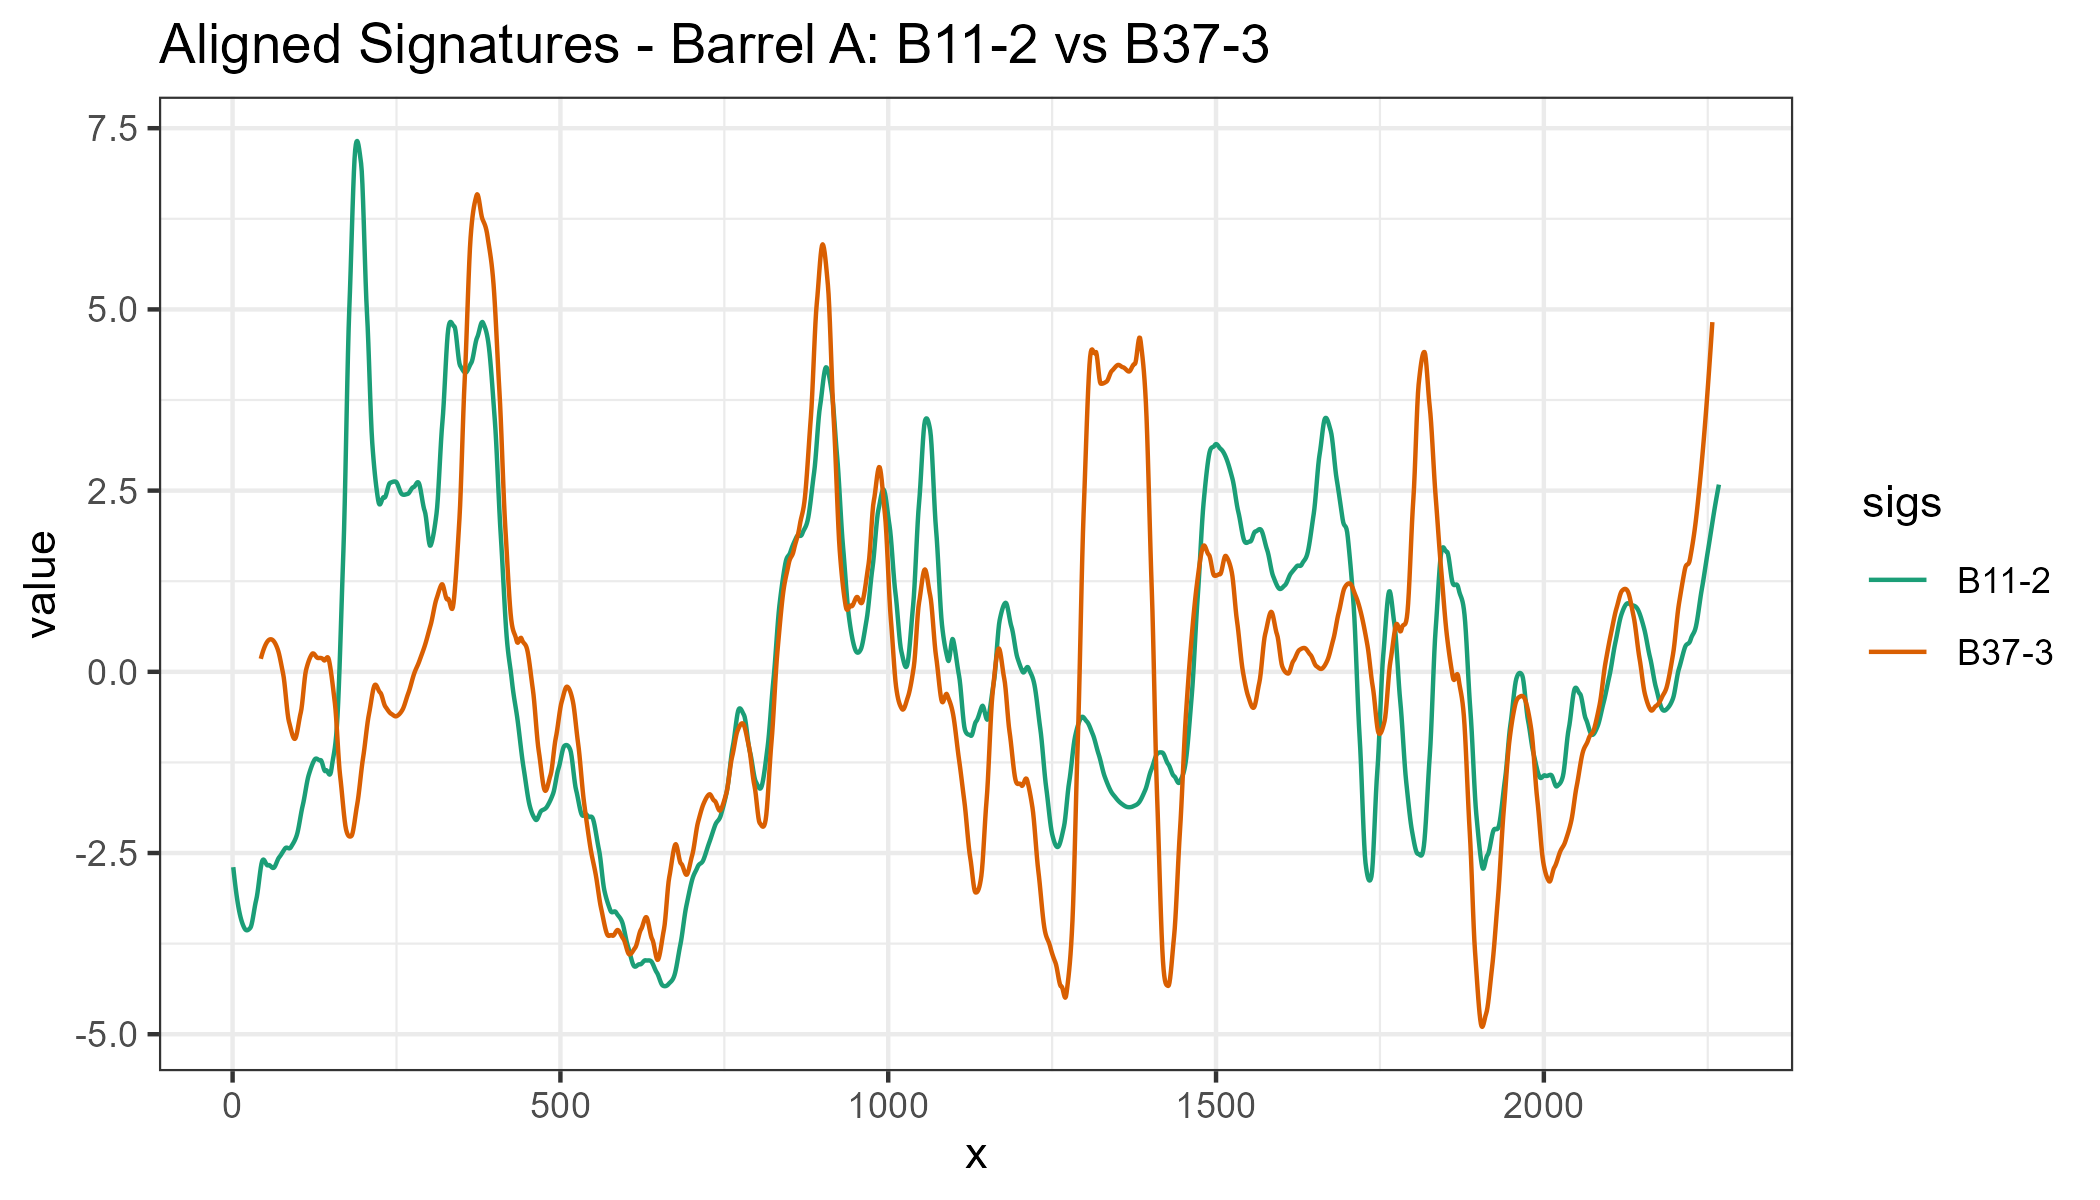 Aligned Signatures - Barrel A: B11-2 vs B37-3
7.5
5.0
2.5
0.0
-2.5
-5.0
value
0 500 1000 1500 2000
x
sigs
B11-2
B37-3